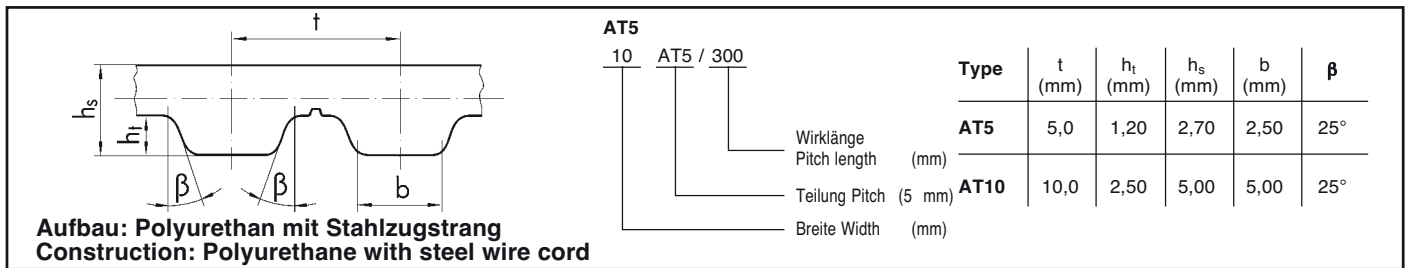 t
hs
ht
β
β
b
Aufbau: Polyurethan mit Stahlzugstrang
Construction: Polyurethane with steel wire cord
AT5
10 AT5 / 300
Wirklänge
Pitch length (mm)
Teilung Pitch (5 mm)
Breite Width (mm)
Type t (mm) ht (mm) hs (mm) b (mm) β
AT5 5,0 1,20 2,70 2,50 25°
AT10 10,0 2,50 5,00 5,00 25°